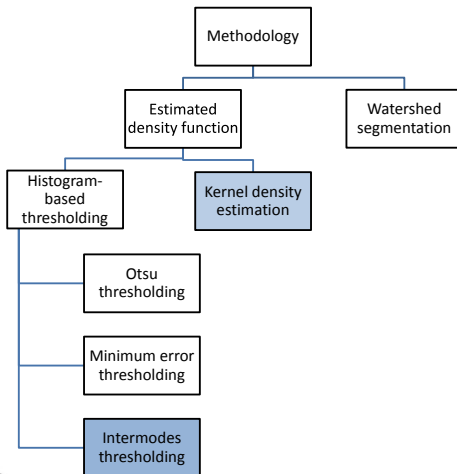 Methodology
Estimated
density function
Watershed
segmentation
Histogram-
based
thresholding
Kernel density
estimation
Otsu
thresholding
Minimum error
thresholding
Intermodes
thresholding